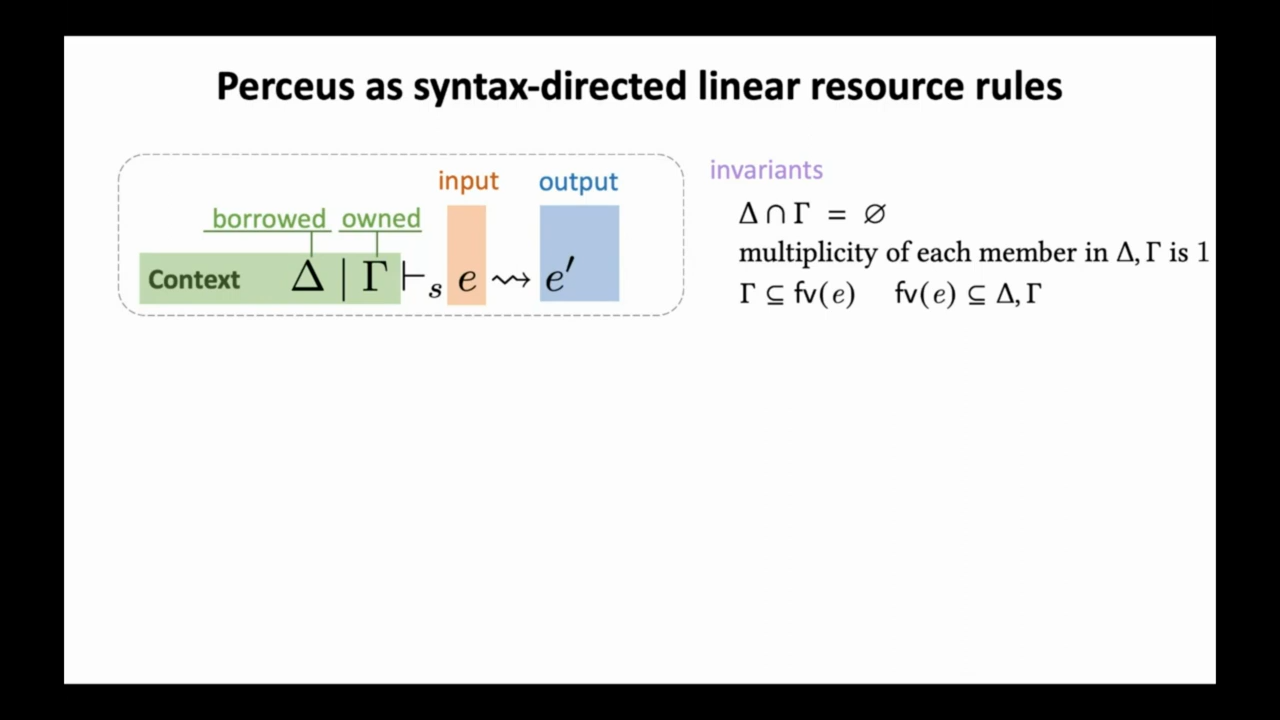 Perceus as syntax-directed linear resource rules
input output
borrowed owned
Context Δ | Γ ⊢ₛ e ⇝ e′
invariants
Δ ∩ Γ = ∅
multiplicity of each member in Δ, Γ is 1
Γ ⊆ fv(e) fv(e) ⊆ Δ, Γ